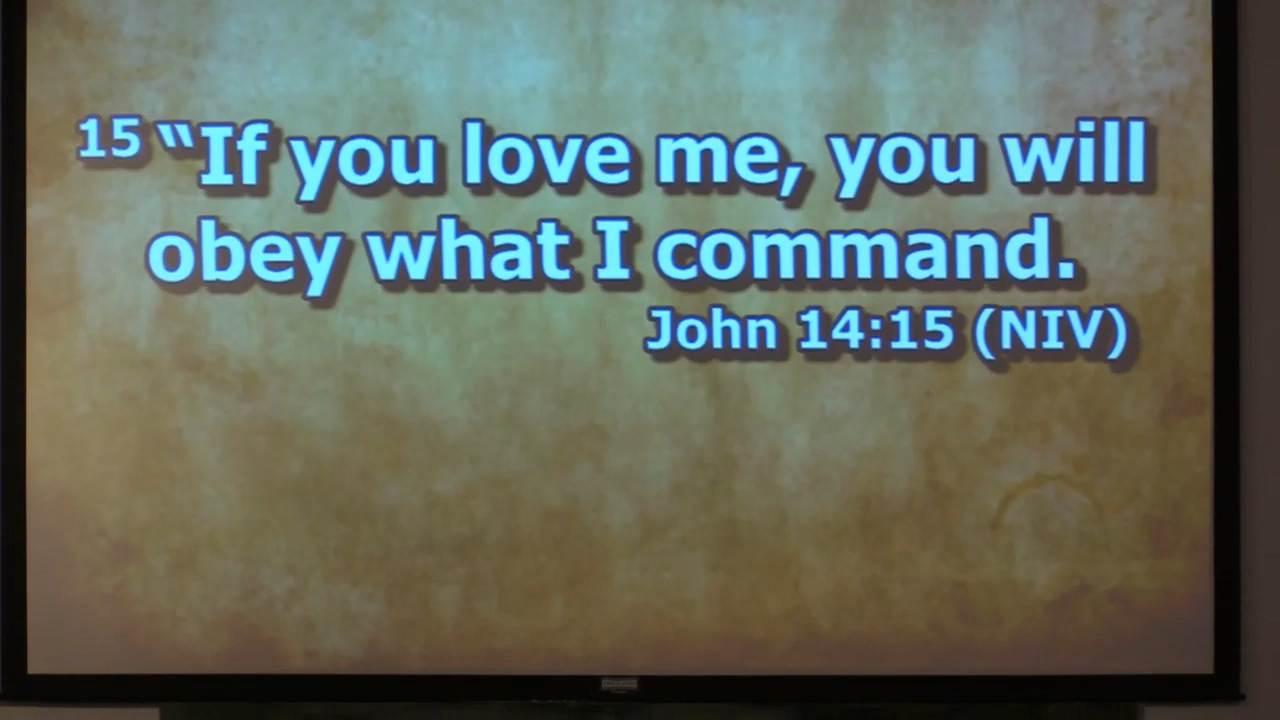 15 “If you love me, you will
obey what I command.
John 14:15 (NIV)